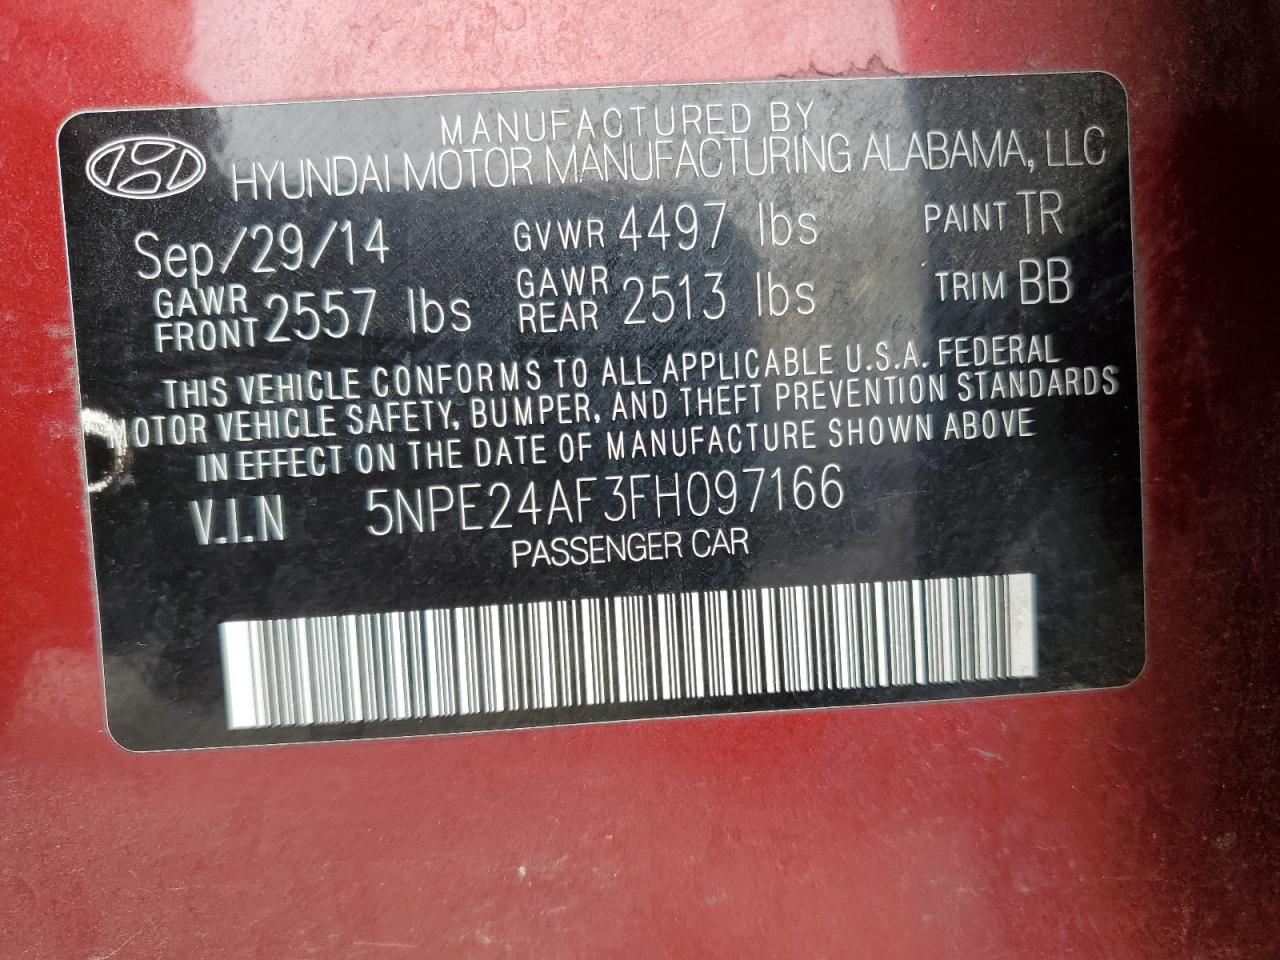 MANUFACTURED BY
HYUNDAI MOTOR MANUFACTURING ALABAMA, LLC
Sep/29/14 GVWR 4497 lbs PAINT TR
GAWR FRONT 2557 lbs GAWR REAR 2513 lbs TRIM BB
THIS VEHICLE CONFORMS TO ALL APPLICABLE U.S.A. FEDERAL
MOTOR VEHICLE SAFETY, BUMPER, AND THEFT PREVENTION STANDARDS
IN EFFECT ON THE DATE OF MANUFACTURE SHOWN ABOVE
V.I.N 5NPE24AF3FH097166
PASSENGER CAR